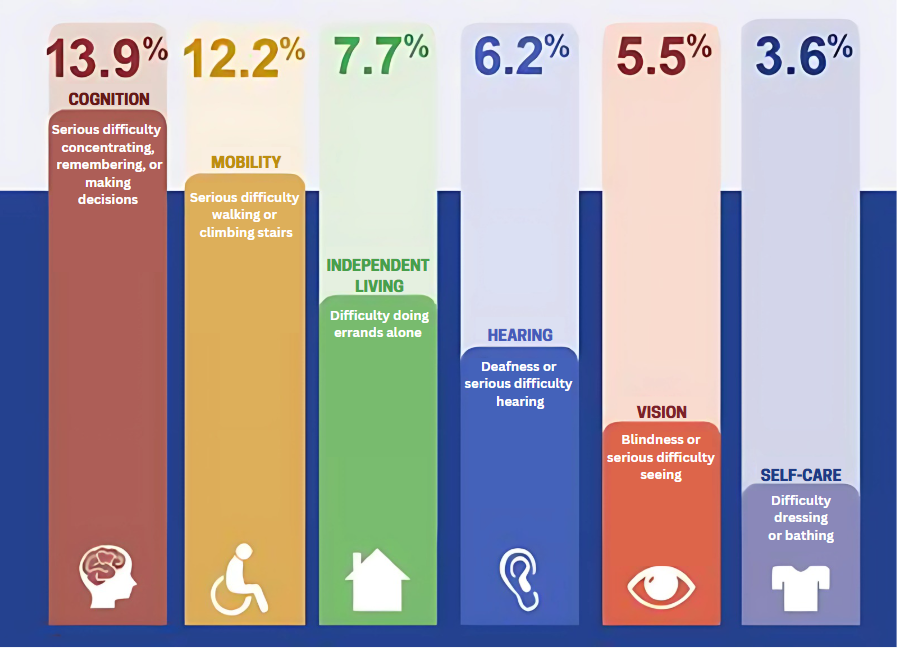 13.9%
COGNITION
Serious difficulty
concentrating,
remembering, or
making
decisions
12.2%
MOBILITY
Serious difficulty
walking or
climbing stairs
7.7%
INDEPENDENT
LIVING
Difficulty doing
errands alone
6.2%
HEARING
Deafness or
serious difficulty
hearing
5.5%
VISION
Blindness or
serious difficulty
seeing
3.6%
SELF-CARE
Difficulty
dressing
or bathing